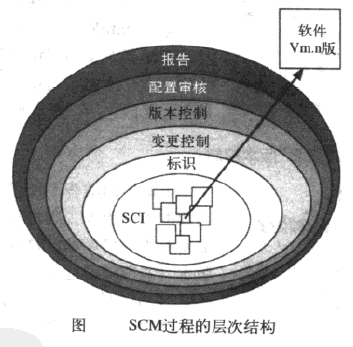 软件
Vm.n版
报告
配置审核
版本控制
变更控制
标识
SCI
图 SCM过程的层次结构